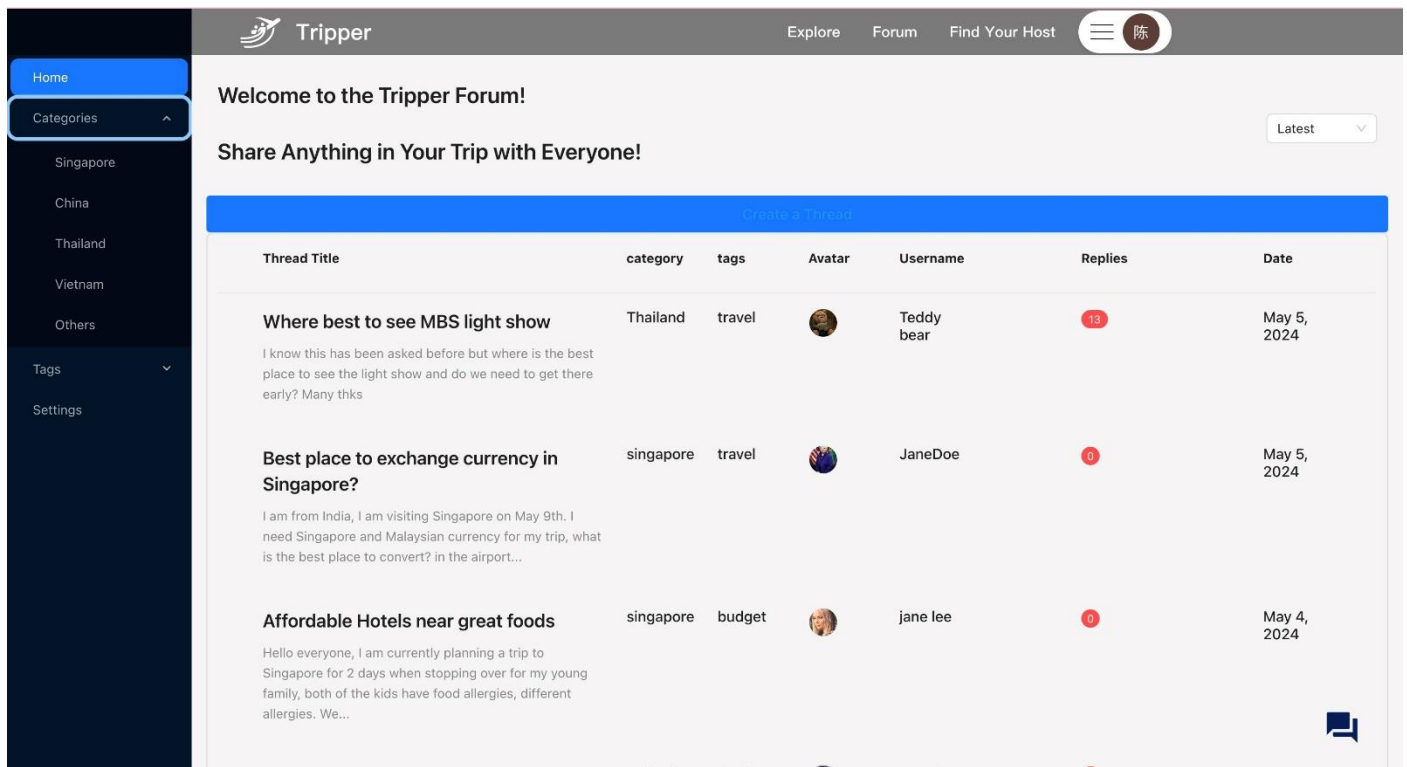 Tripper
Explore
Forum
Find Your Host
陈
Home
Categories
Singapore
China
Thailand
Vietnam
Others
Tags
Settings
Welcome to the Tripper Forum!
Share Anything in Your Trip with Everyone!
Latest
Create a Thread
Thread Title
category
tags
Avatar
Username
Replies
Date
Where best to see MBS light show
I know this has been asked before but where is the best
place to see the light show and do we need to get there
early? Many thks
Thailand
travel
Teddy
bear
13
May 5,
2024
Best place to exchange currency in
Singapore?
I am from India, I am visiting Singapore on May 9th. I
need Singapore and Malaysian currency for my trip, what
is the best place to convert? in the airport...
singapore
travel
JaneDoe
0
May 5,
2024
Affordable Hotels near great foods
Hello everyone, I am currently planning a trip to
Singapore for 2 days when stopping over for my young
family, both of the kids have food allergies, different
allergies. We...
singapore
budget
jane lee
0
May 4,
2024